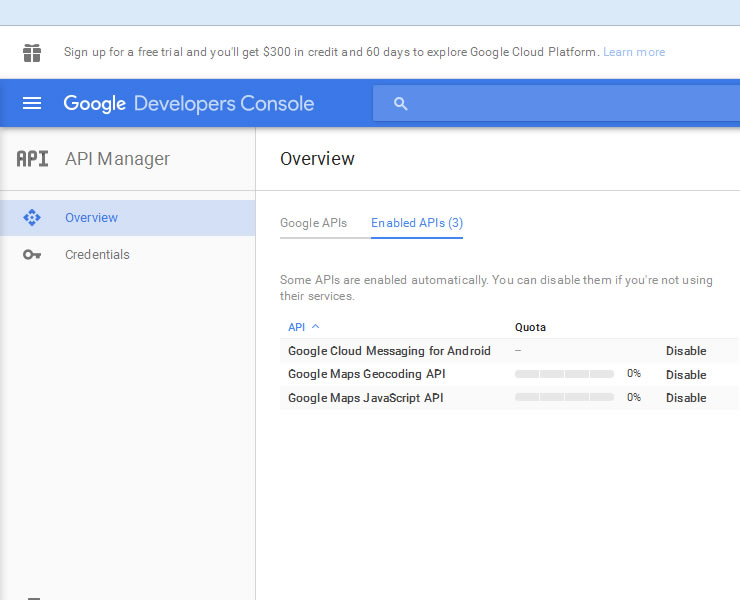 Sign up for a free trial and you'll get $300 in credit and 60 days to explore Google Cloud Platform. Learn more
Google Developers Console
API API Manager
Overview
Overview
Credentials
Google APIs Enabled APIs (3)
Some APIs are enabled automatically. You can disable them if you're not using
their services.
API Quota
Google Cloud Messaging for Android – Disable
Google Maps Geocoding API 0% Disable
Google Maps JavaScript API 0% Disable